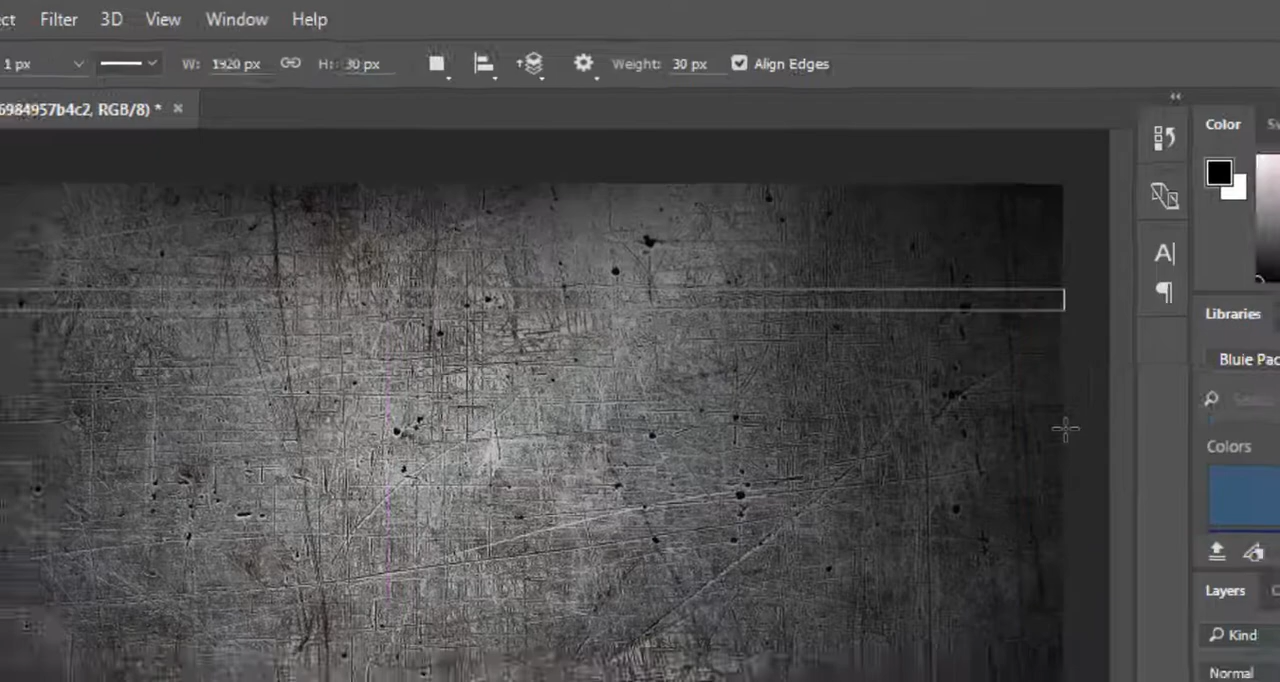 ct Filter 3D View Window Help
1 px W: 1920 px H: 30 px Weight: 30 px Align Edges
6984957b4c2, RGB/8) * ×
Color
Libraries
Bluie Pac
Colors
Layers
Kind
Normal